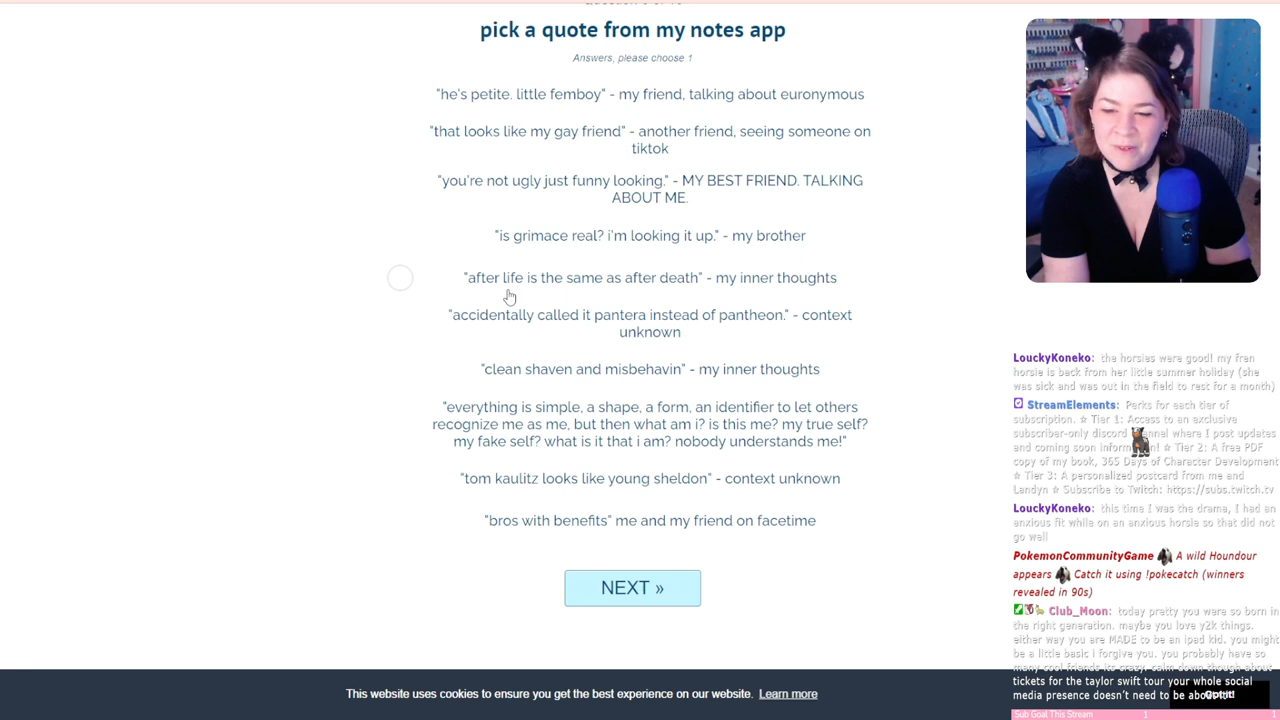 pick a quote from my notes app
Answers, please choose 1
"he's petite. little femboy" - my friend, talking about euronymous
"that looks like my gay friend" - another friend, seeing someone on
tiktok
"you're not ugly just funny looking." - MY BEST FRIEND. TALKING
ABOUT ME.
"is grimace real? i'm looking it up." - my brother
"after life is the same as after death" - my inner thoughts
"accidentally called it pantera instead of pantheon." - context
unknown
"clean shaven and misbehavin" - my inner thoughts
"everything is simple, a shape, a form, an identifier to let others
recognize me as me, but then what am i? is this me? my true self?
my fake self? what is it that i am? nobody understands me!"
"tom kaulitz looks like young sheldon" - context unknown
"bros with benefits" me and my friend on facetime
NEXT »
This website uses cookies to ensure you get the best experience on our website. Learn more
LouckyKoneko: the horsies were good! my fren
horsie is back from her little summer holiday (she
was sick and was out in the field to rest for a month)
StreamElements: Perks for each tier of
subscription. ☆ Tier 1: Access to an exclusive
subscriber-only discord channel where I post updates
and coming soon information! ☆ Tier 2: A free PDF
copy of my book, 365 Days of Character Development
☆ Tier 3: A personalized postcard from me and
Landyn ☆ Subscribe to Twitch: https://subs.twitch.tv
LouckyKoneko: this time I was the drama, I had an
anxious fit while on an anxious horsie so that did not
go well
PokemonCommunityGame A wild Houndour
appears Catch it using !pokecatch (winners
revealed in 90s)
Club_Moon: today pretty you were so born in
the right generation. maybe you love y2k things.
either way you are MADE to be an ipad kid. you might
be a little basic i forgive you. you probably have so
many cool friends its crazy. calm down though about
tickets for the taylor swift tour your whole social
media presence doesn't need to be about it
Sub Goal This Stream 1 1